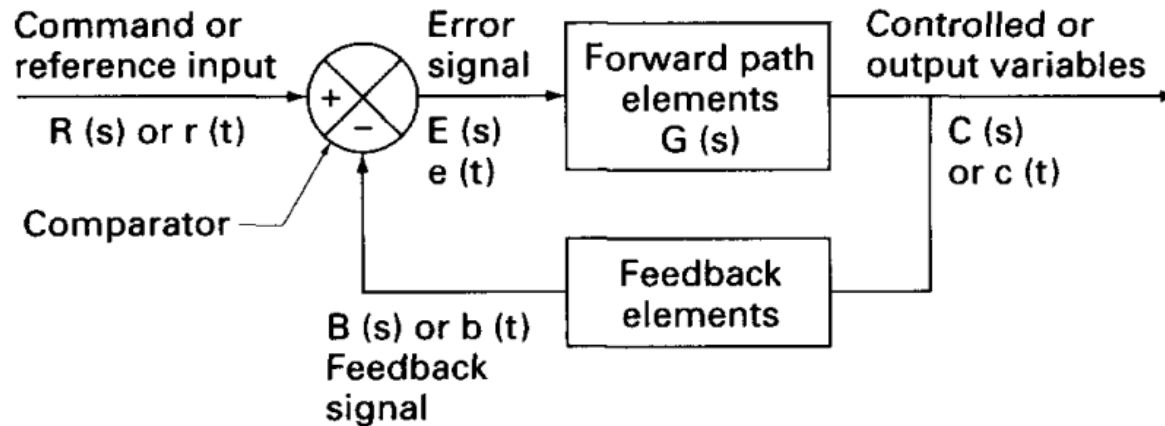 Command or
reference input
R (s) or r (t)
Comparator
+
−
Error
signal
E (s)
e (t)
Forward path
elements
G (s)
Controlled or
output variables
C (s)
or c (t)
Feedback
elements
B (s) or b (t)
Feedback
signal